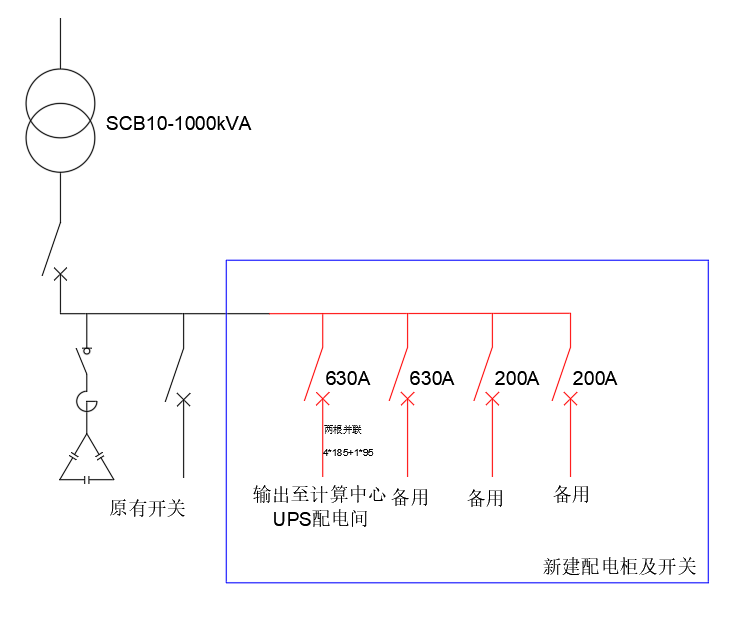 SCB10-1000kVA
630A
630A
200A
200A
两根并联
4*185+1*95
输出至计算中心
UPS配电间
备用
备用
备用
原有开关
新建配电柜及开关